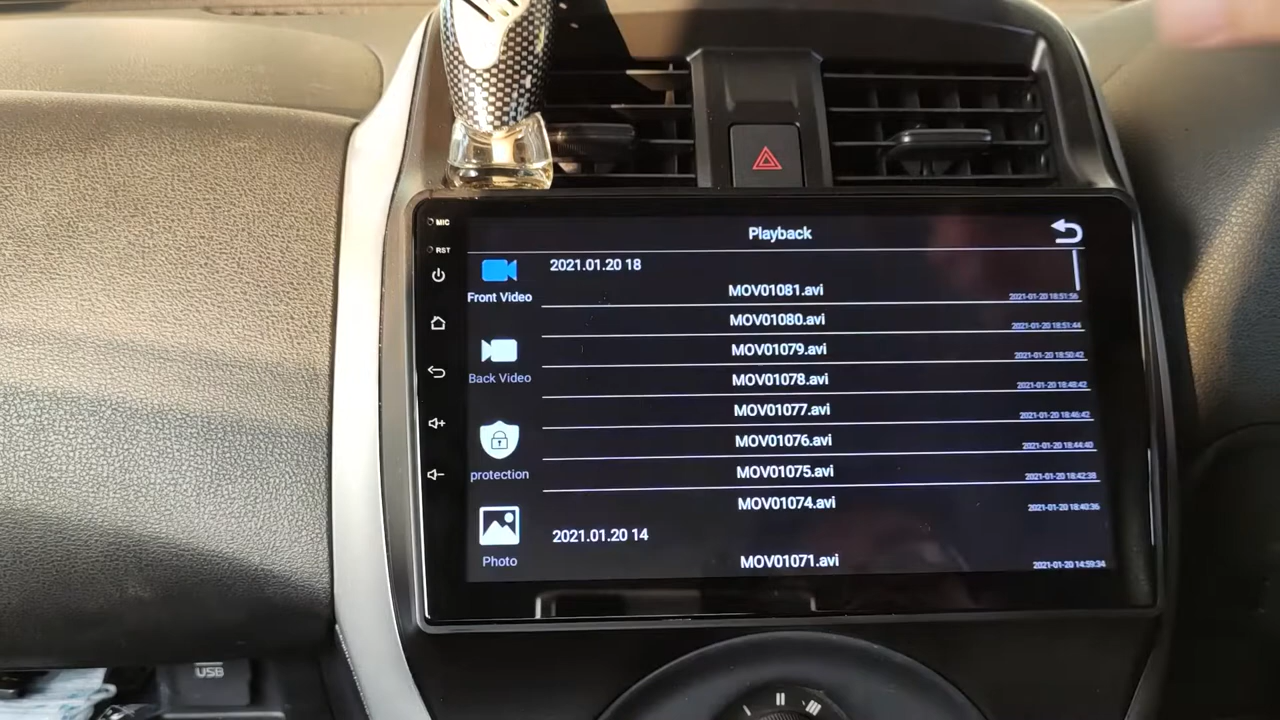 MIC
RST
Playback
Front Video
Back Video
protection
Photo
2021.01.20 18
MOV01081.avi 2021-01-20 18:51:56
MOV01080.avi 2021-01-20 18:51:44
MOV01079.avi 2021-01-20 18:50:42
MOV01078.avi 2021-01-20 18:48:42
MOV01077.avi 2021-01-20 18:46:42
MOV01076.avi 2021-01-20 18:44:40
MOV01075.avi 2021-01-20 18:42:38
MOV01074.avi 2021-01-20 18:40:36
2021.01.20 14
MOV01071.avi 2021-01-20 14:59:34
USB